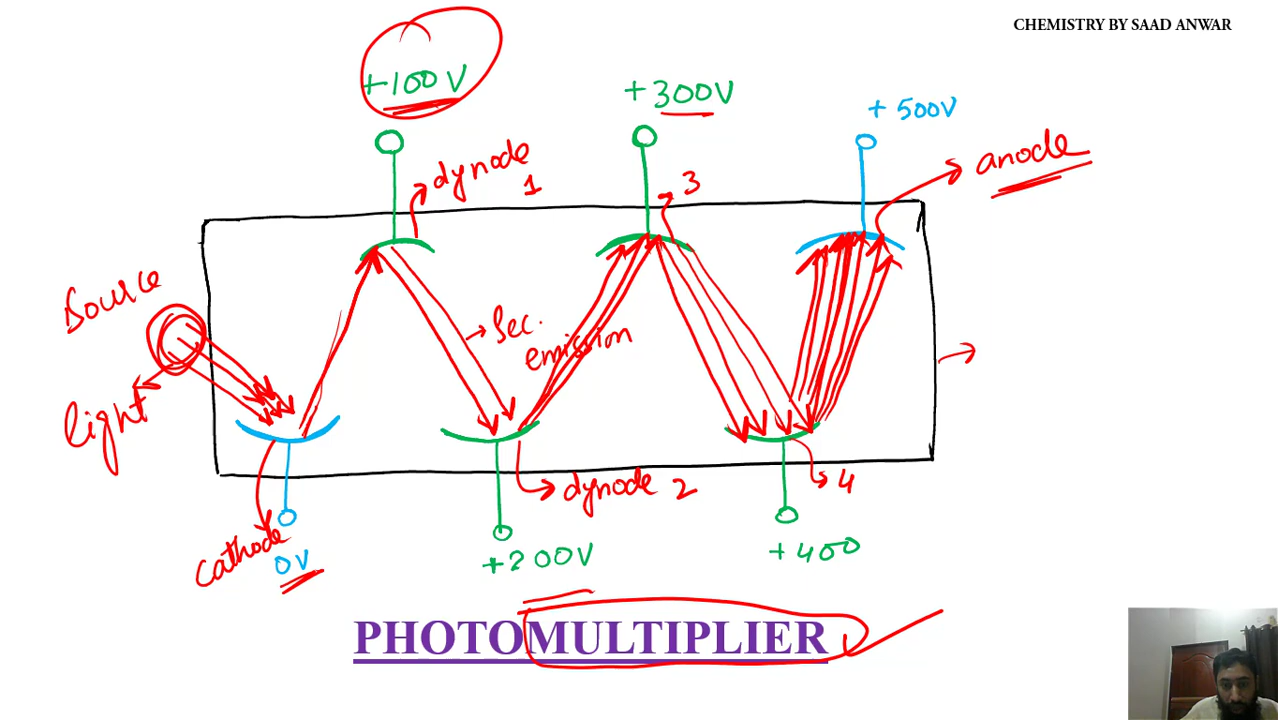 CHEMISTRY BY SAAD ANWAR
+100V
+300V
+500V
anode
dynode
1
3
Source
Sec.
emission
light
dynode 2
4
cathode
0V
+200V
+400
PHOTOMULTIPLIER